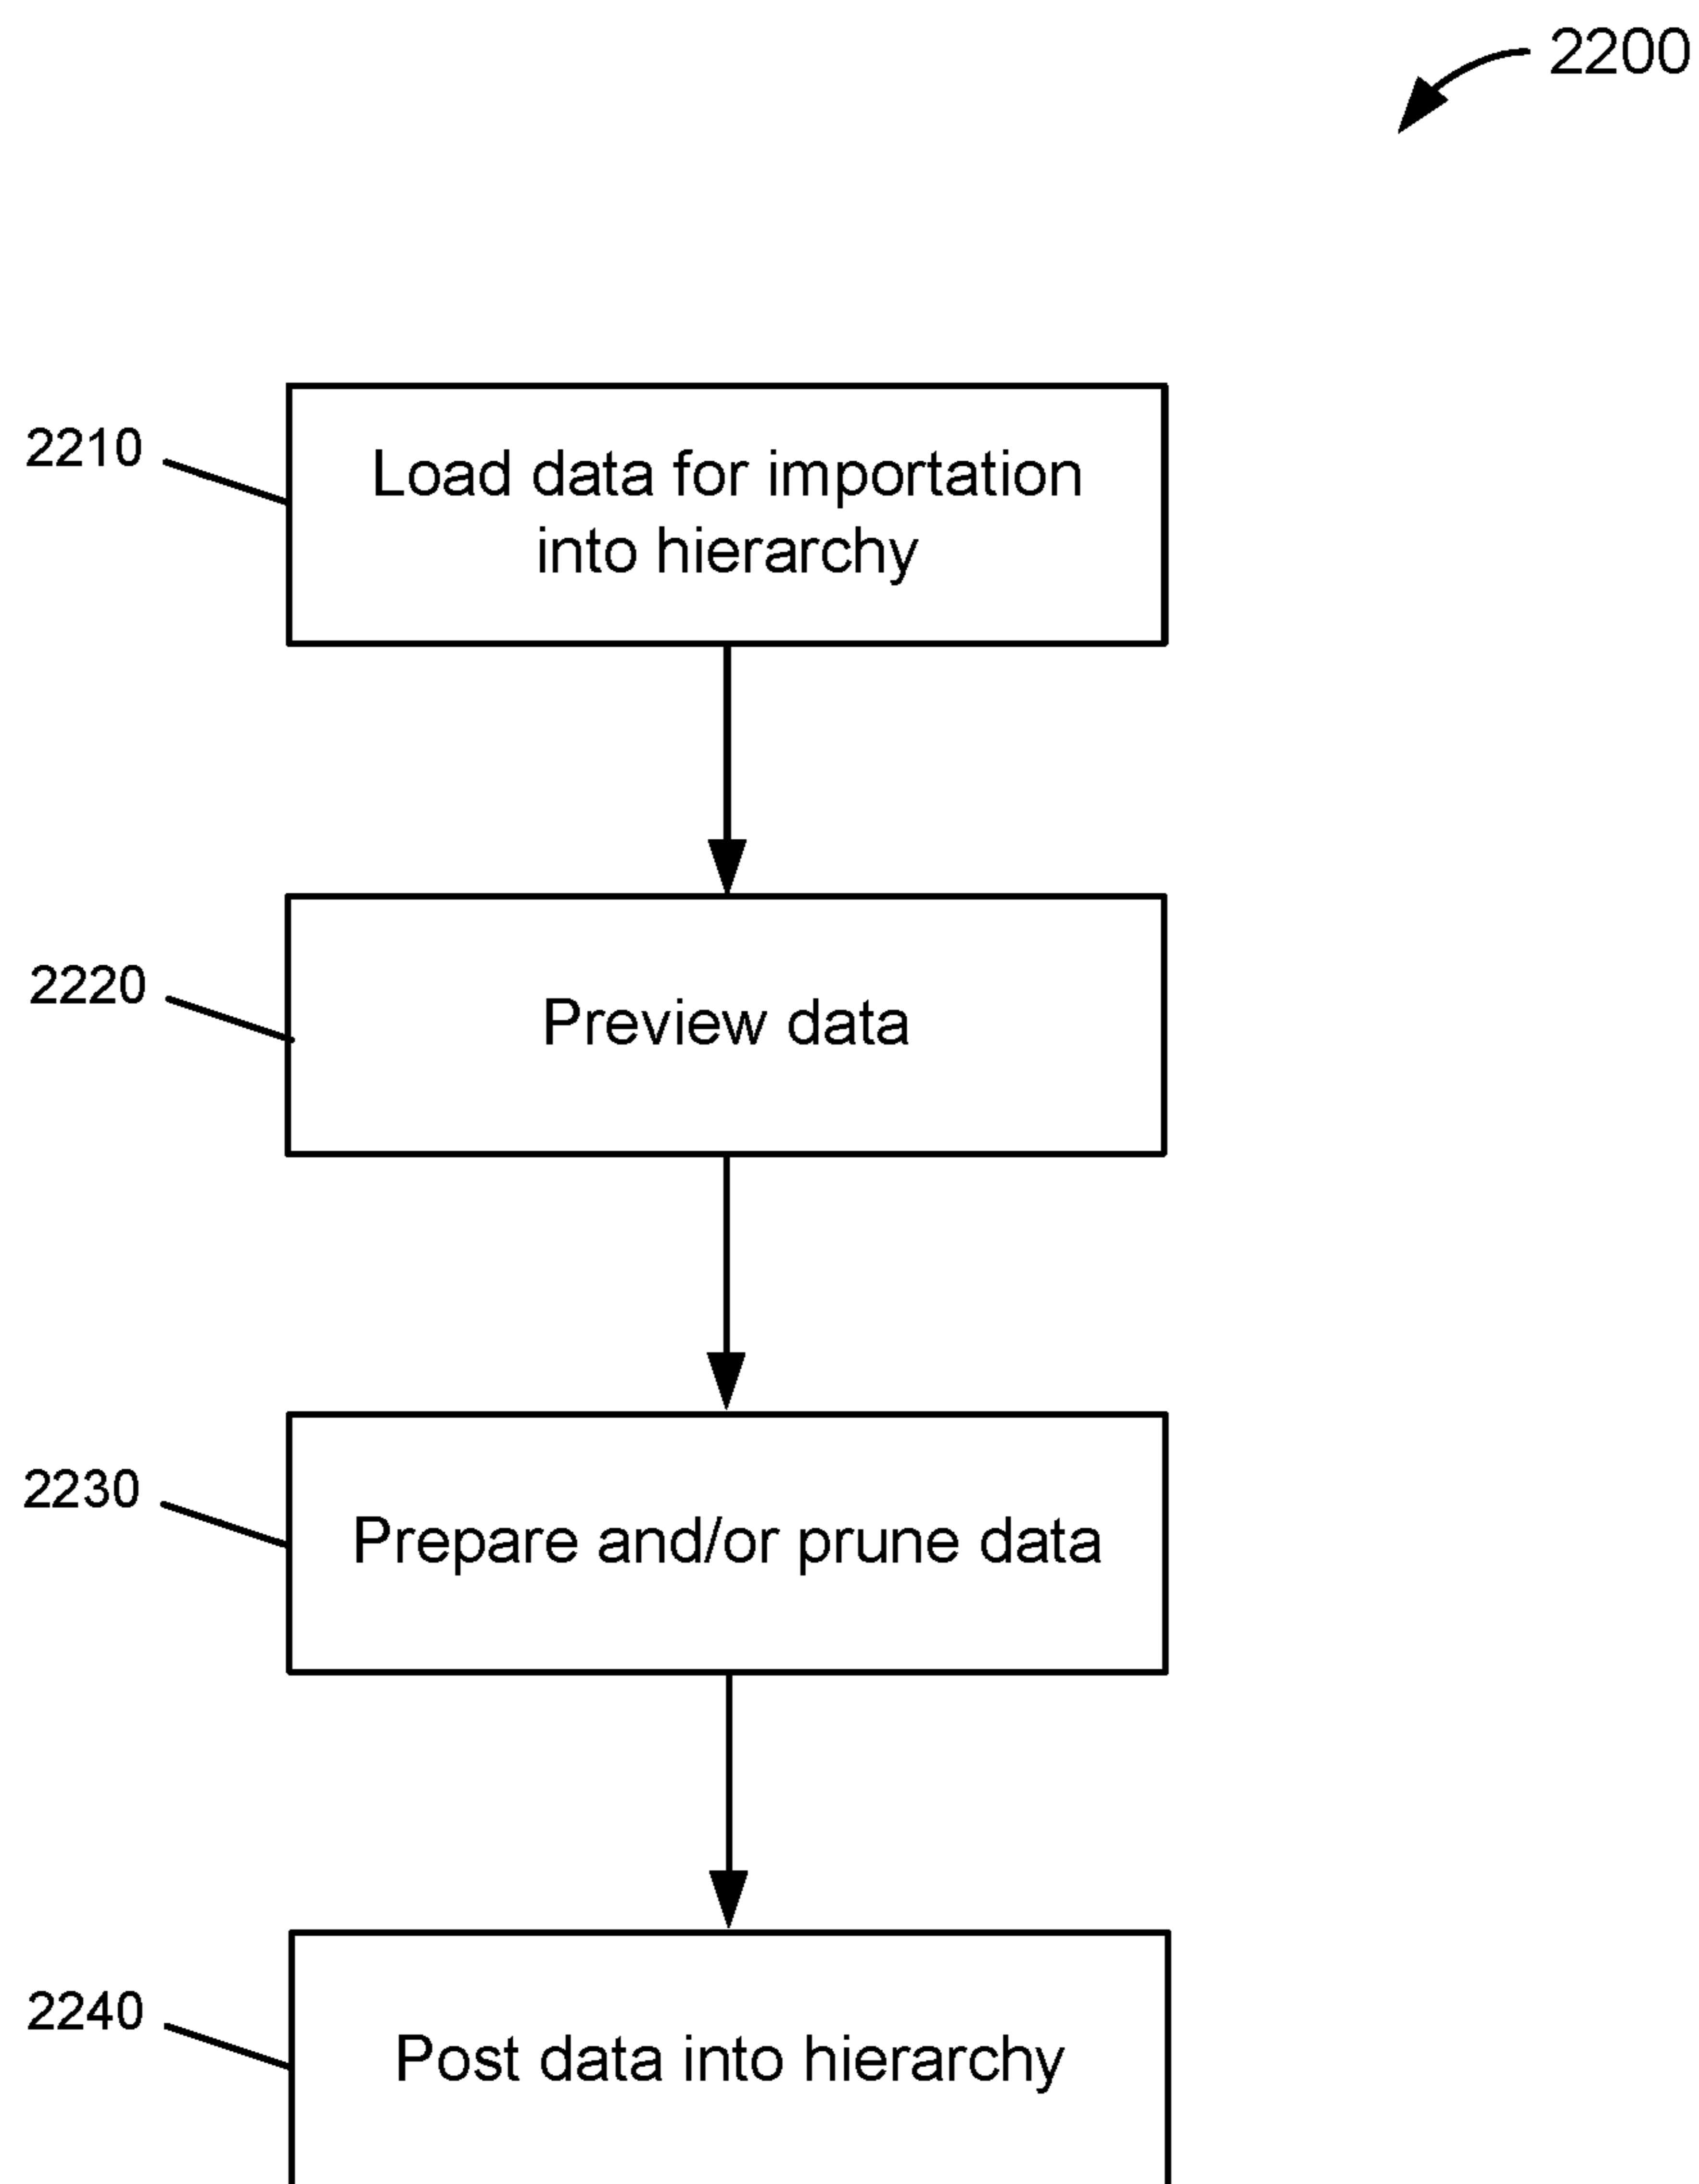 2200
2210
Load data for importation
into hierarchy
2220
Preview data
2230
Prepare and/or prune data
2240
Post data into hierarchy